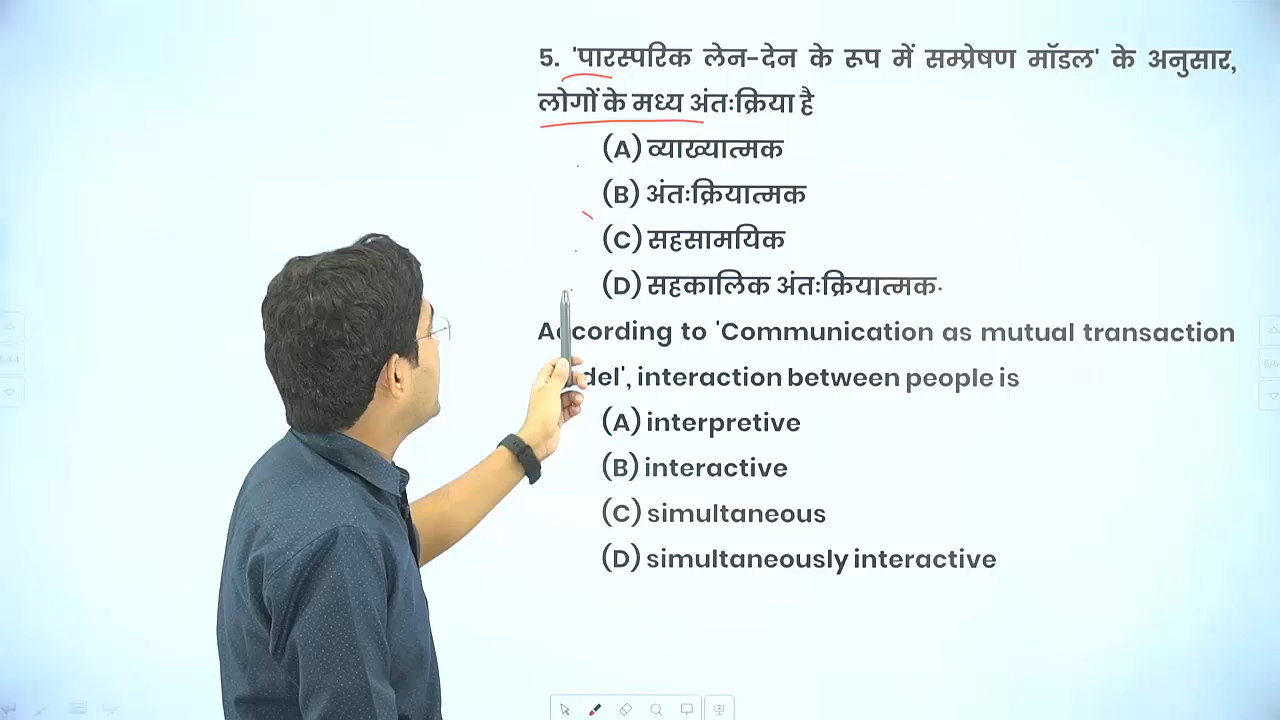 5. 'पारस्परिक लेन-देन के रूप में सम्प्रेषण मॉडल' के अनुसार,
लोगों के मध्य अंतःक्रिया है
(A) व्याख्यात्मक
(B) अंतःक्रियात्मक
(C) सहसामयिक
(D) सहकालिक अंतःक्रियात्मक.
According to 'Communication as mutual transaction
del', interaction between people is
(A) interpretive
(B) interactive
(C) simultaneous
(D) simultaneously interactive